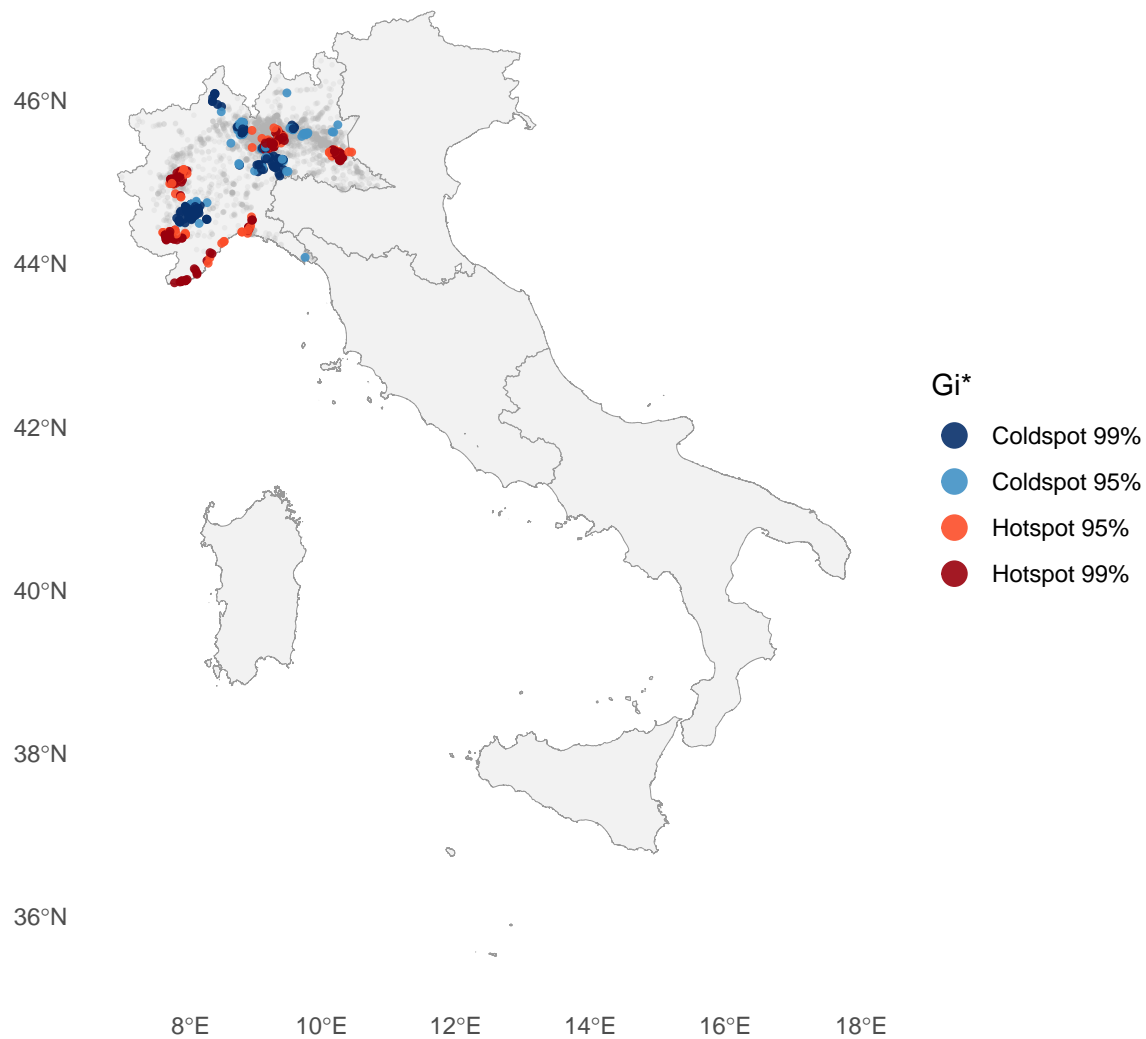 46°N
44°N
42°N
40°N
38°N
36°N
8°E
10°E
12°E
14°E
16°E
18°E
Gi*
Coldspot 99%
Coldspot 95%
Hotspot 95%
Hotspot 99%